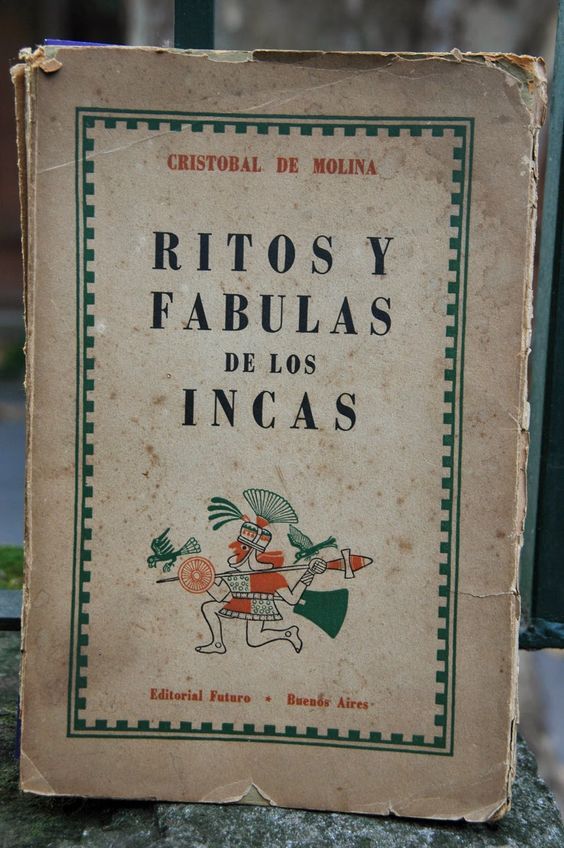 CRISTOBAL DE MOLINA
RITOS Y
FABULAS
DE LOS
INCAS
Editorial Futuro ★ Buenos Aires